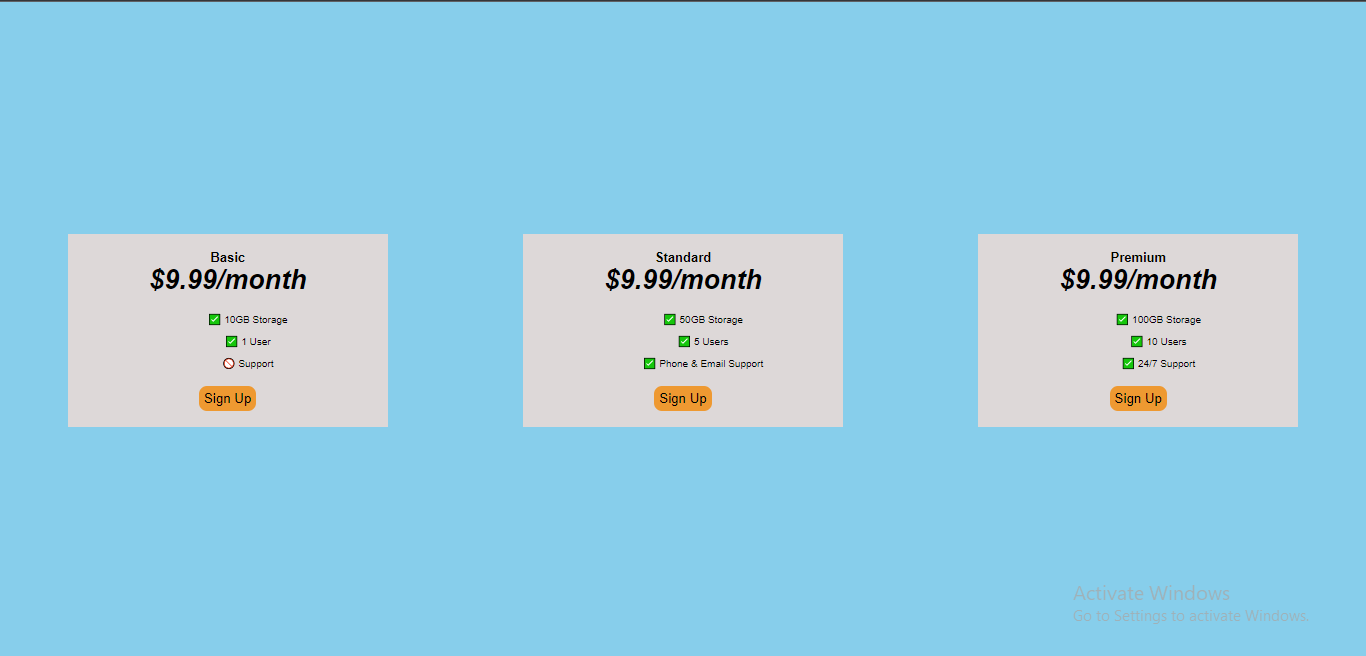 Basic
$9.99/month
10GB Storage
1 User
Support
Sign Up
Standard
$9.99/month
50GB Storage
5 Users
Phone & Email Support
Sign Up
Premium
$9.99/month
100GB Storage
10 Users
24/7 Support
Sign Up
Activate Windows
Go to Settings to activate Windows.